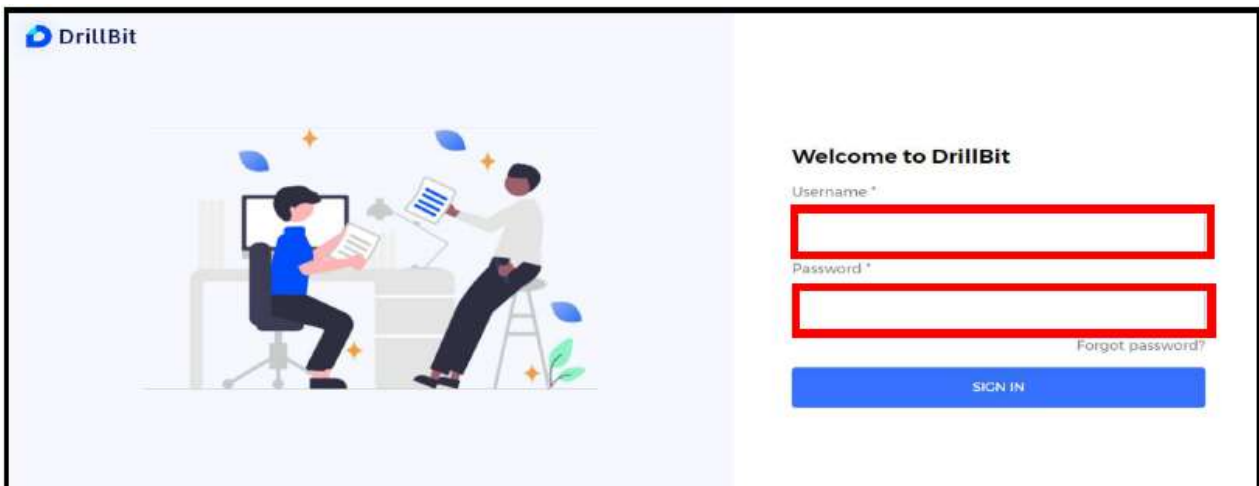 DrillBit
Welcome to DrillBit
Username *
Password *
Forgot password?
SIGN IN